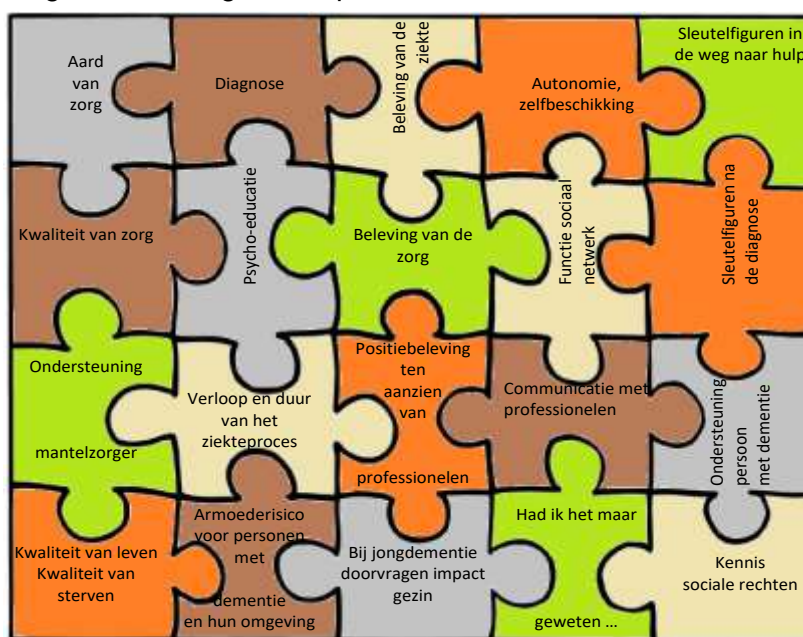 Aard
van
zorg
Diagnose
Beleving van de
ziekte
Autonomie,
zelfbeschikking
Sleutelfiguren in
de weg naar hulp
Kwaliteit van zorg
Psycho-educatie
Beleving van de
zorg
Functie sociaal
netwerk
Sleutelfiguren na
de diagnose
Ondersteuning
mantelzorger
Verloop en duur
van het
ziekteproces
Positiebeleving
ten
aanzien
van
professionelen
Communicatie met
professionelen
Ondersteuning
persoon
met dementie
Kwaliteit van leven
Kwaliteit van
sterven
Armoederisico
voor personen
met
dementie
en hun omgeving
Bij jongdementie
doorvragen impact
gezin
Had ik het maar
geweten ...
Kennis
sociale rechten